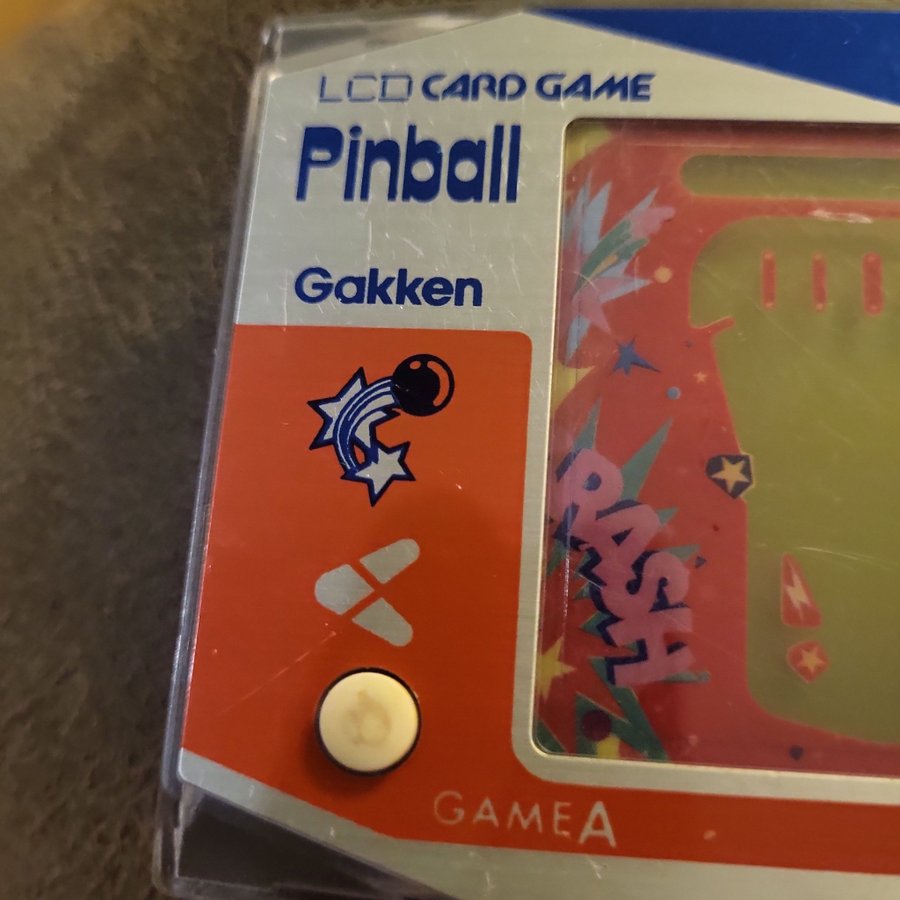 LCD CARD GAME
Pinball
Gakken
RASH
GAME A